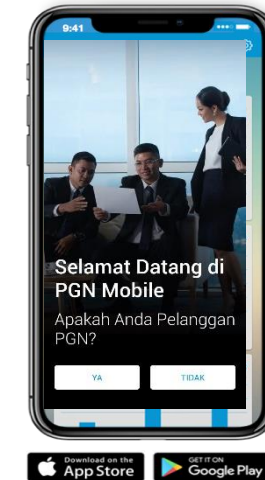 9:41
Selamat Datang di
PGN Mobile
Apakah Anda Pelanggan
PGN?
YA
TIDAK
Download on the
App Store
GET IT ON
Google Play